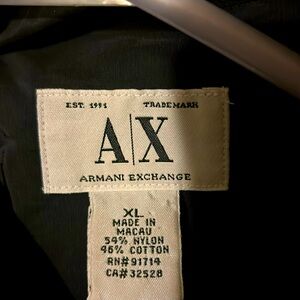 EST. 1991 TRADEMARK
A|X
ARMANI EXCHANGE
XL
MADE IN
MACAU
54% NYLON
46% COTTON
RN#91714
CA#32528